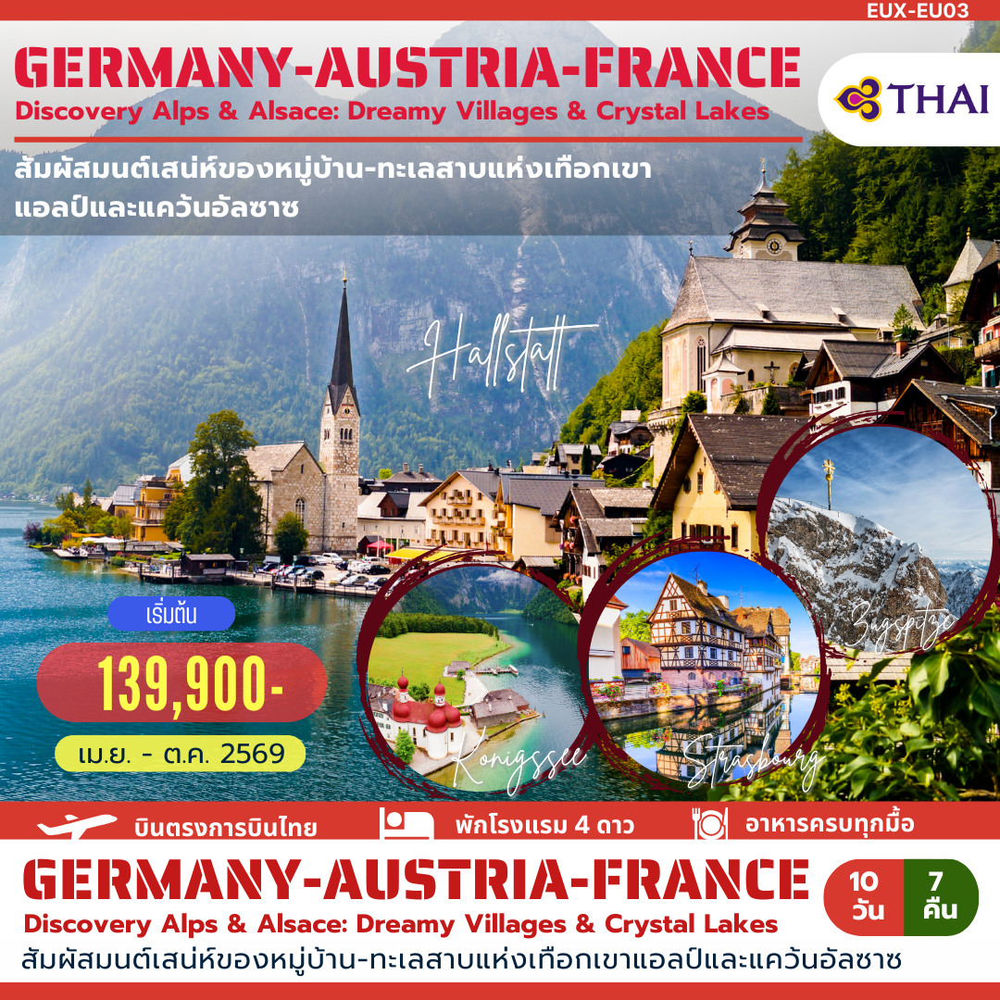 EUX-EU03
GERMANY-AUSTRIA-FRANCE
Discovery Alps & Alsace: Dreamy Villages & Crystal Lakes
THAI
สัมผัสมนต์เสน่ห์ของหมู่บ้าน-ทะเลสาบแห่งเทือกเขา
แอลป์และแคว้นอัลซาซ
Hallstatt
Zugspitze
เริ่มต้น
139,900-
เม.ย. - ต.ค. 2569
Konigssee
Strasbourg
บินตรงการบินไทย
พักโรงแรม 4 ดาว
อาหารครบทุกมื้อ
GERMANY-AUSTRIA-FRANCE
10
วัน
7
คืน
Discovery Alps & Alsace: Dreamy Villages & Crystal Lakes
สัมผัสมนต์เสน่ห์ของหมู่บ้าน-ทะเลสาบแห่งเทือกเขาแอลป์และแคว้นอัลซาซ